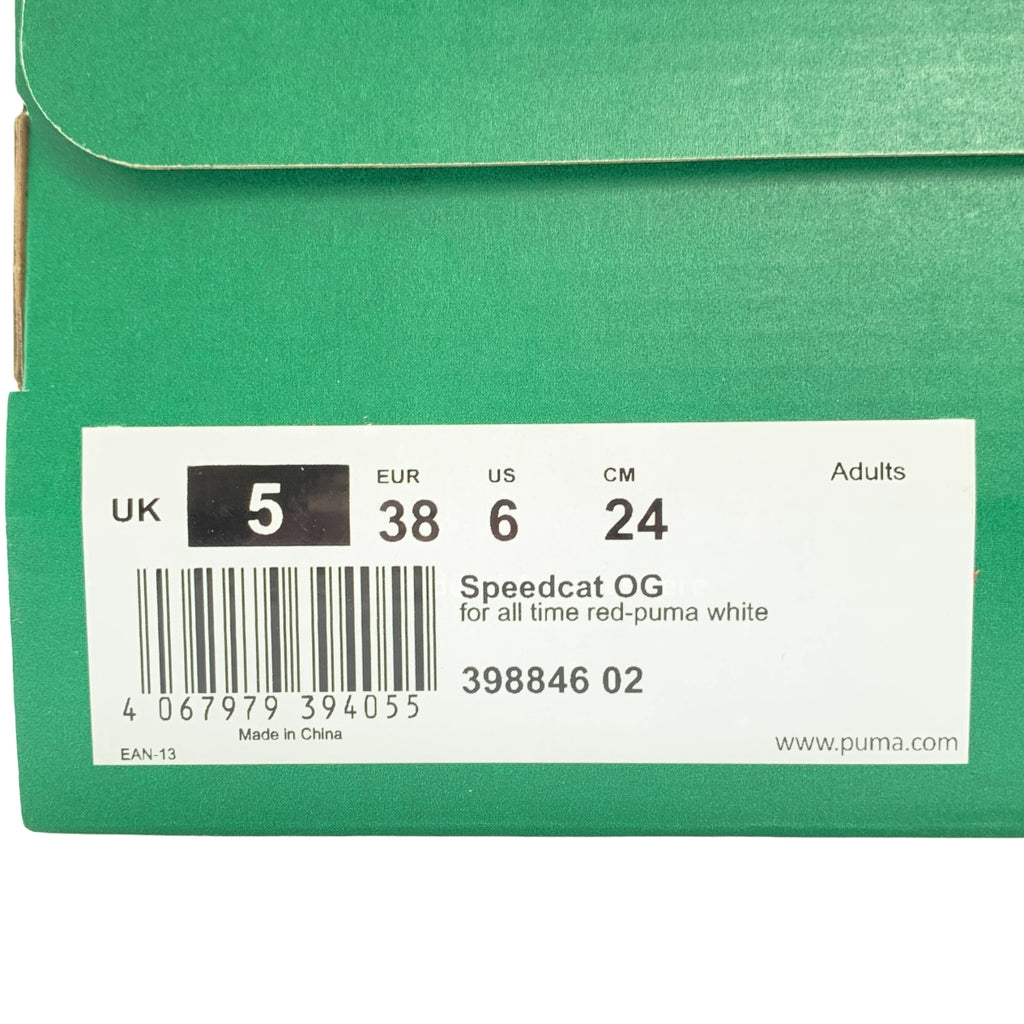 EUR US CM Adults
UK 5 38 6 24
Speedcat OG
for all time red-puma white
398846 02
4 067979 394055
Made in China
EAN-13
www.puma.com